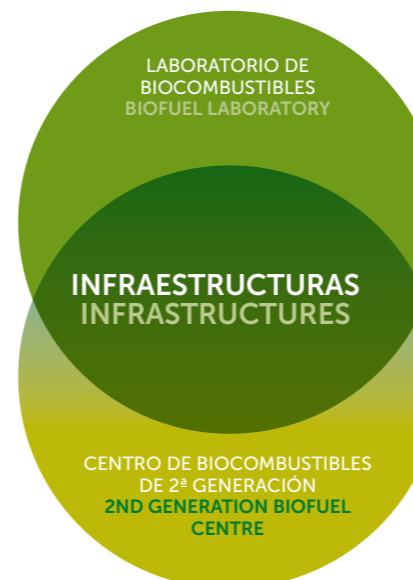 LABORATORIO DE
BIOCOMBUSTIBLES
BIOFUEL LABORATORY
INFRAESTRUCTURAS
INFRASTRUCTURES
CENTRO DE BIOCOMBUSTIBLES
DE 2ª GENERACIÓN
2ND GENERATION BIOFUEL
CENTRE